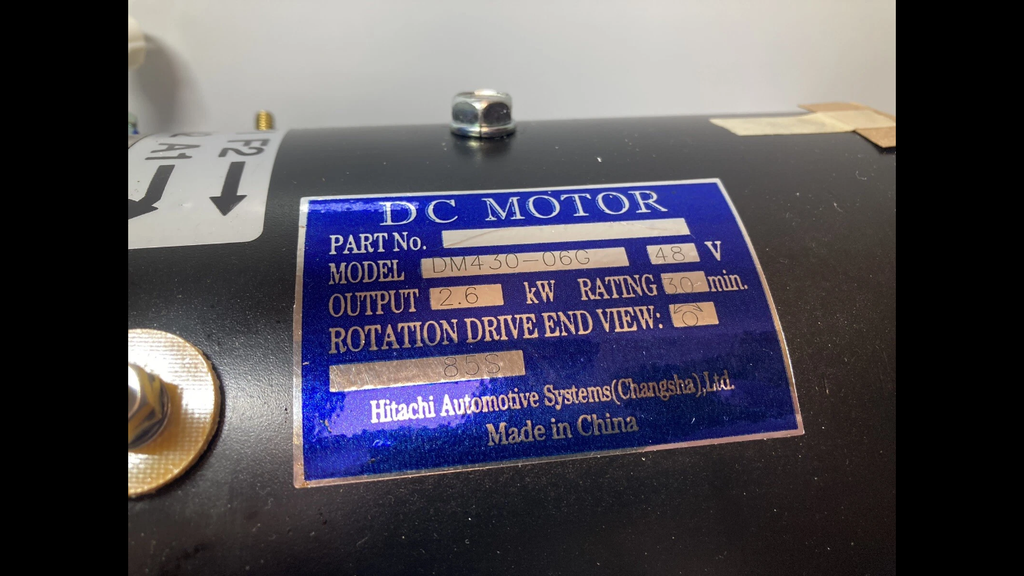 F2
A1
DC MOTOR
PART No.
MODEL DM430-06G 48 V
OUTPUT 2.6 kW RATING 30 min.
ROTATION DRIVE END VIEW:
85S
Hitachi Automotive Systems(Changsha),Ltd.
Made in China